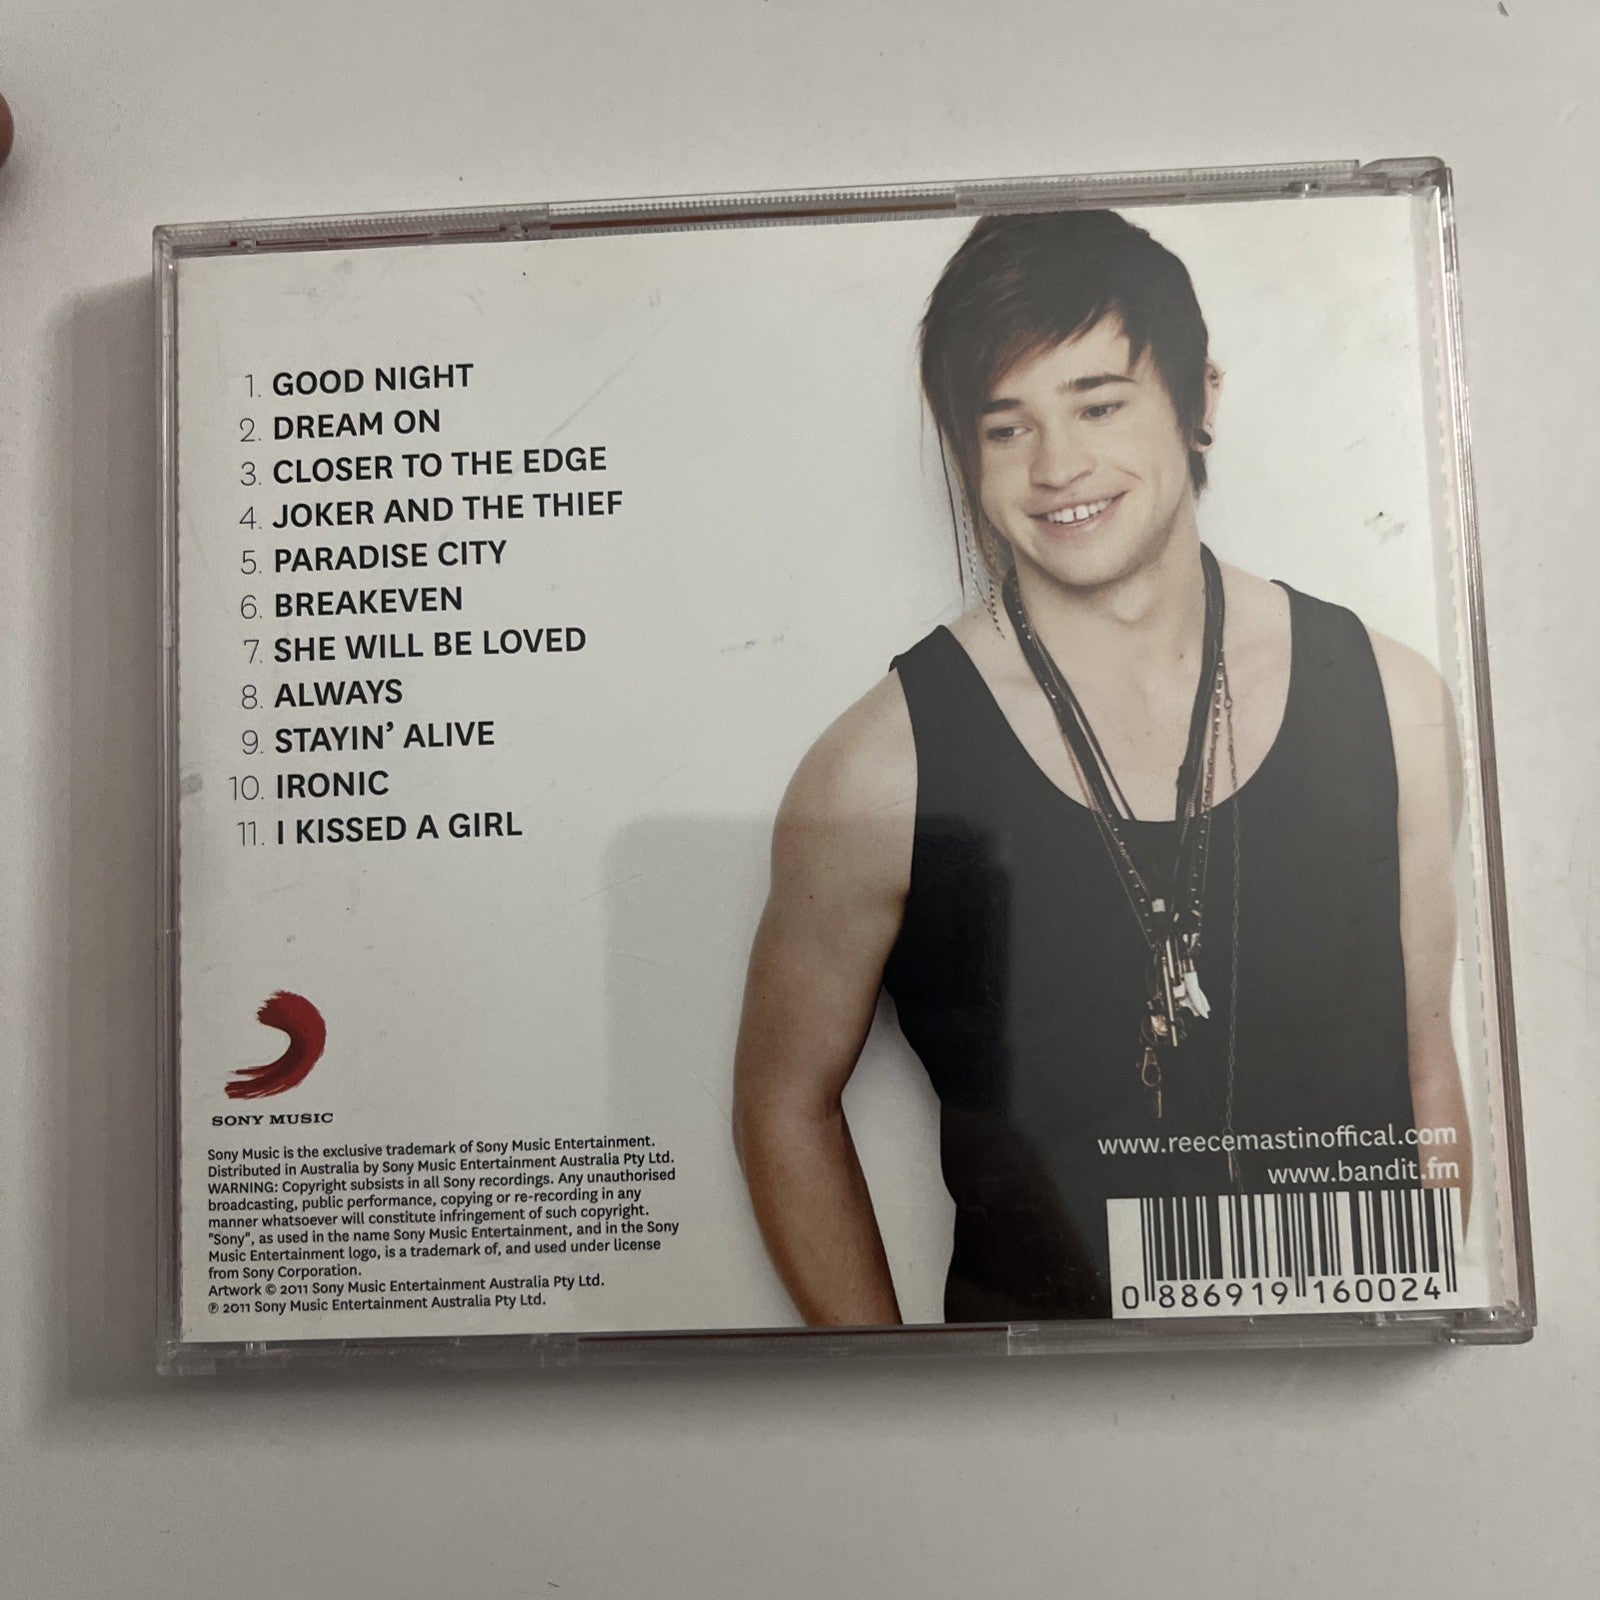 1. GOOD NIGHT
2. DREAM ON
3. CLOSER TO THE EDGE
4. JOKER AND THE THIEF
5. PARADISE CITY
6. BREAKEVEN
7. SHE WILL BE LOVED
8. ALWAYS
9. STAYIN' ALIVE
10. IRONIC
11. I KISSED A GIRL
SONY MUSIC
Sony Music is the exclusive trademark of Sony Music Entertainment.
Distributed in Australia by Sony Music Entertainment Australia Pty Ltd.
WARNING: Copyright subsists in all Sony recordings. Any unauthorised
broadcasting, public performance, copying or re-recording in any
manner whatsoever will constitute infringement of such copyright.
"Sony", as used in the name Sony Music Entertainment, and in the Sony
Music Entertainment logo, is a trademark of, and used under license
from Sony Corporation.
Artwork © 2011 Sony Music Entertainment Australia Pty Ltd.
℗ 2011 Sony Music Entertainment Australia Pty Ltd.
www.reecemastinoffical.com
www.bandit.fm
0 886919 160024